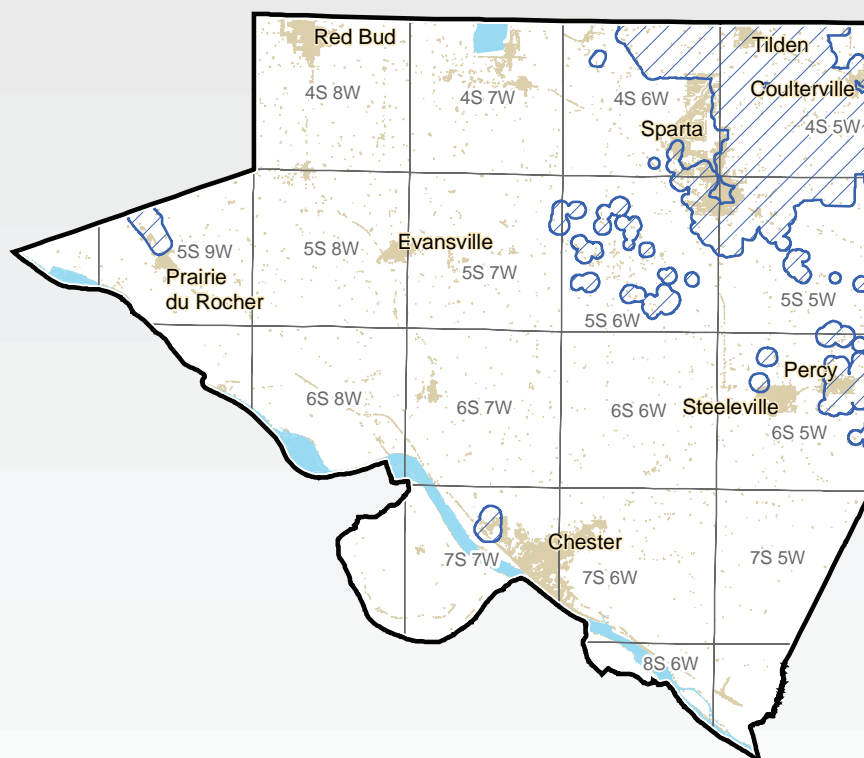 Red Bud
Tilden
Coulterville
4S 8W
4S 7W
4S 6W
4S 5W
Sparta
5S 9W
5S 8W
Evansville
5S 7W
Prairie
du Rocher
5S 6W
5S 5W
Percy
6S 8W
6S 7W
6S 6W
Steeleville
6S 5W
Chester
7S 7W
7S 6W
7S 5W
8S 6W